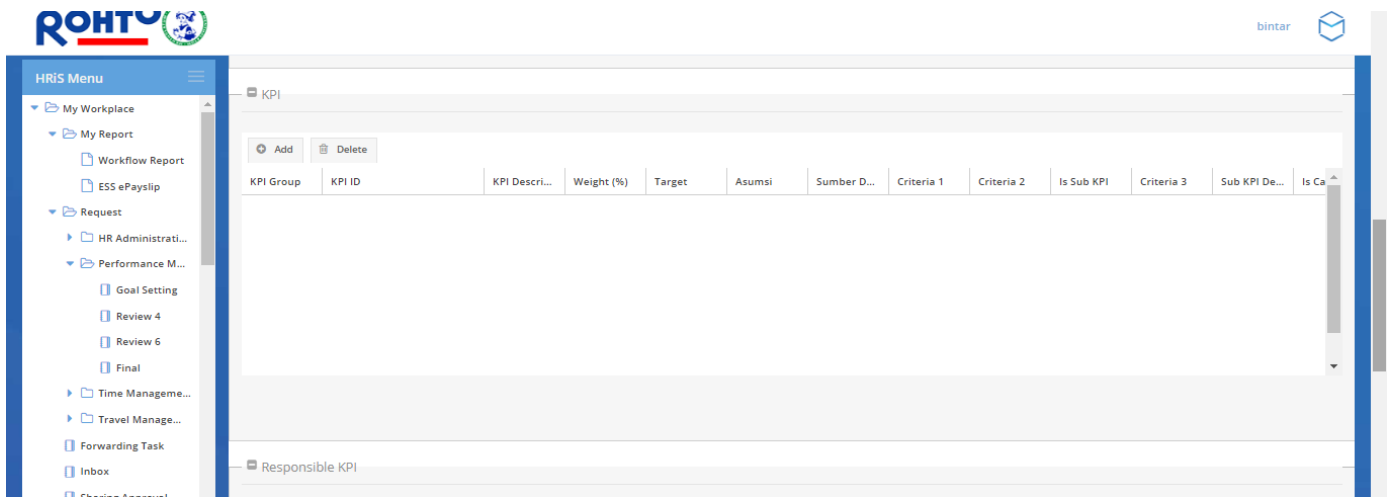 ROHTO
bintar
HRiS Menu
My Workplace
My Report
Workflow Report
ESS ePayslip
Request
HR Administrati...
Performance M...
Goal Setting
Review 4
Review 6
Final
Time Manageme...
Travel Manage...
Forwarding Task
Inbox
Sharing Approval
KPI
Add Delete
KPI Group KPI ID KPI Descri... Weight (%) Target Asumsi Sumber D... Criteria 1 Criteria 2 Is Sub KPI Criteria 3 Sub KPI De... Is Ca
Responsible KPI